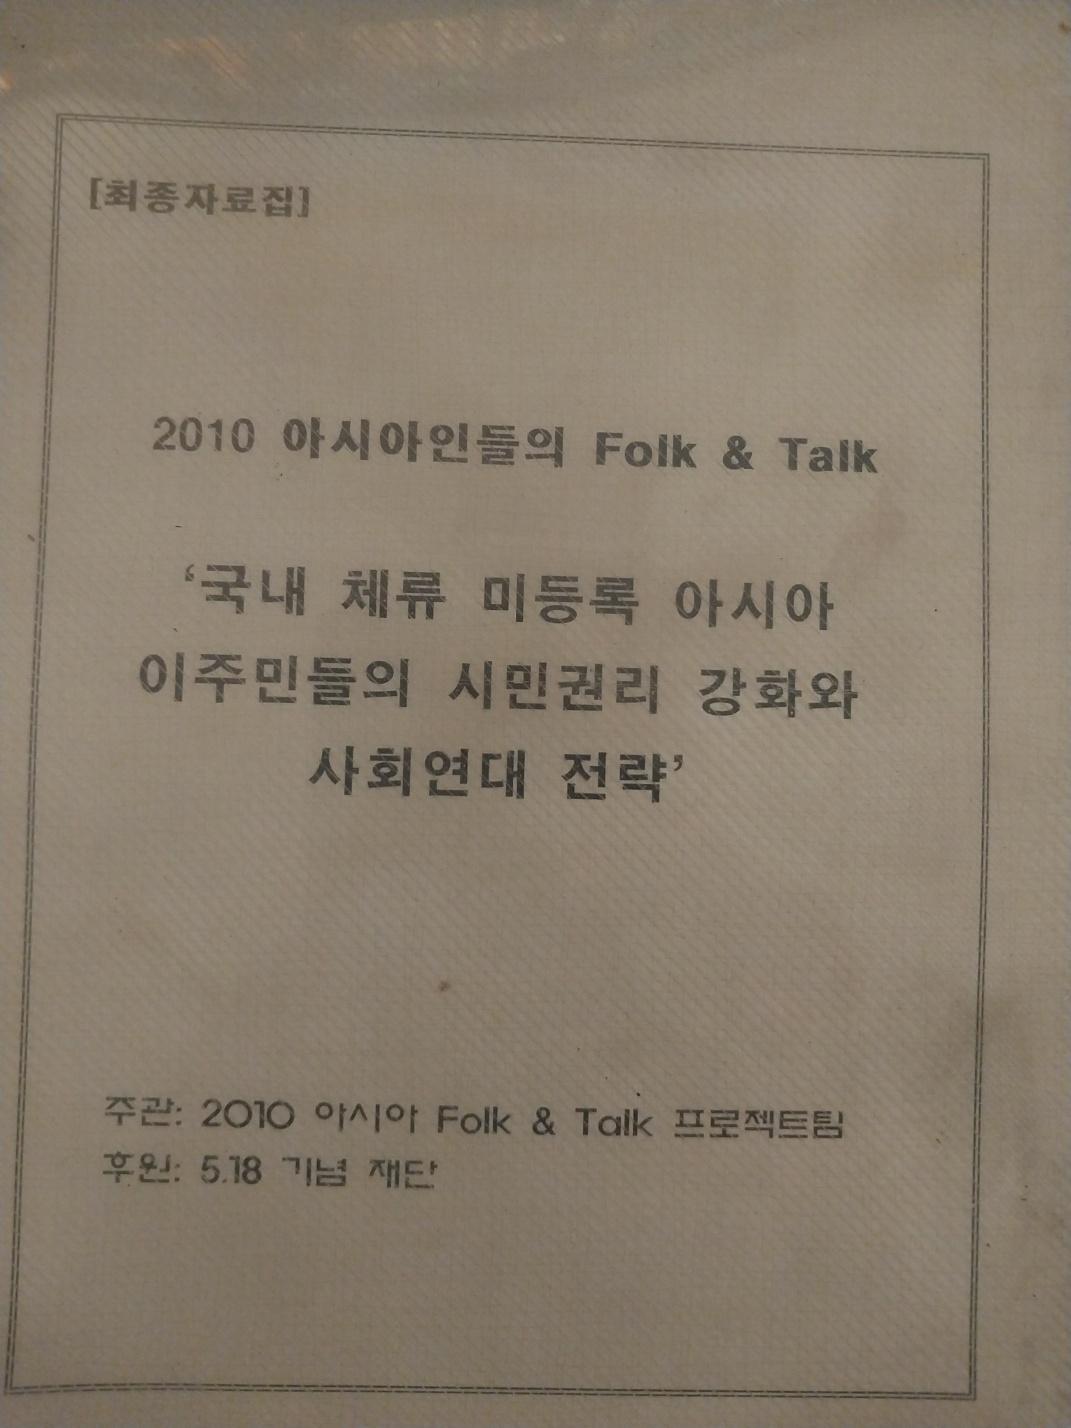 [최종자료집]
2010 아시아인들의 Folk & Talk
‘국내 체류 미등록 아시아
이주민들의 시민권리 강화와
사회연대 전략’
주관: 2010 아시아 Folk & Talk 프로젝트팀
후원: 5.18 기념 재단